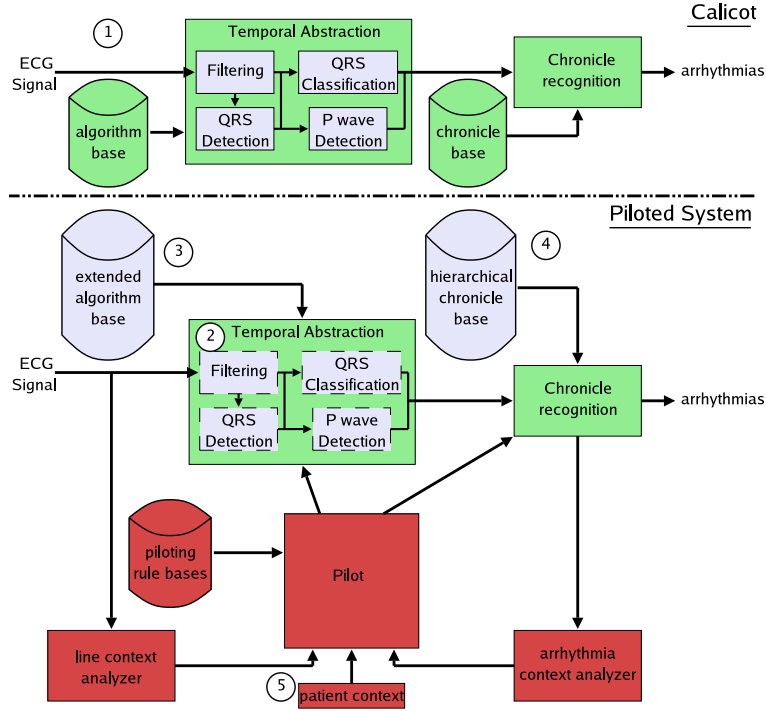 Calicot
1
Temporal Abstraction
ECG
Signal
Filtering
QRS
Classification
Chronicle
recognition
arrhythmias
algorithm
base
QRS
Detection
P wave
Detection
chronicle
base
Piloted System
3
4
extended
algorithm
base
hierarchical
chronicle
base
2
Temporal Abstraction
ECG
Signal
Filtering
QRS
Classification
Chronicle
recognition
arrhythmias
QRS
Detection
P wave
Detection
piloting
rule bases
Pilot
line context
analyzer
5
patient context
arrhythmia
context analyzer